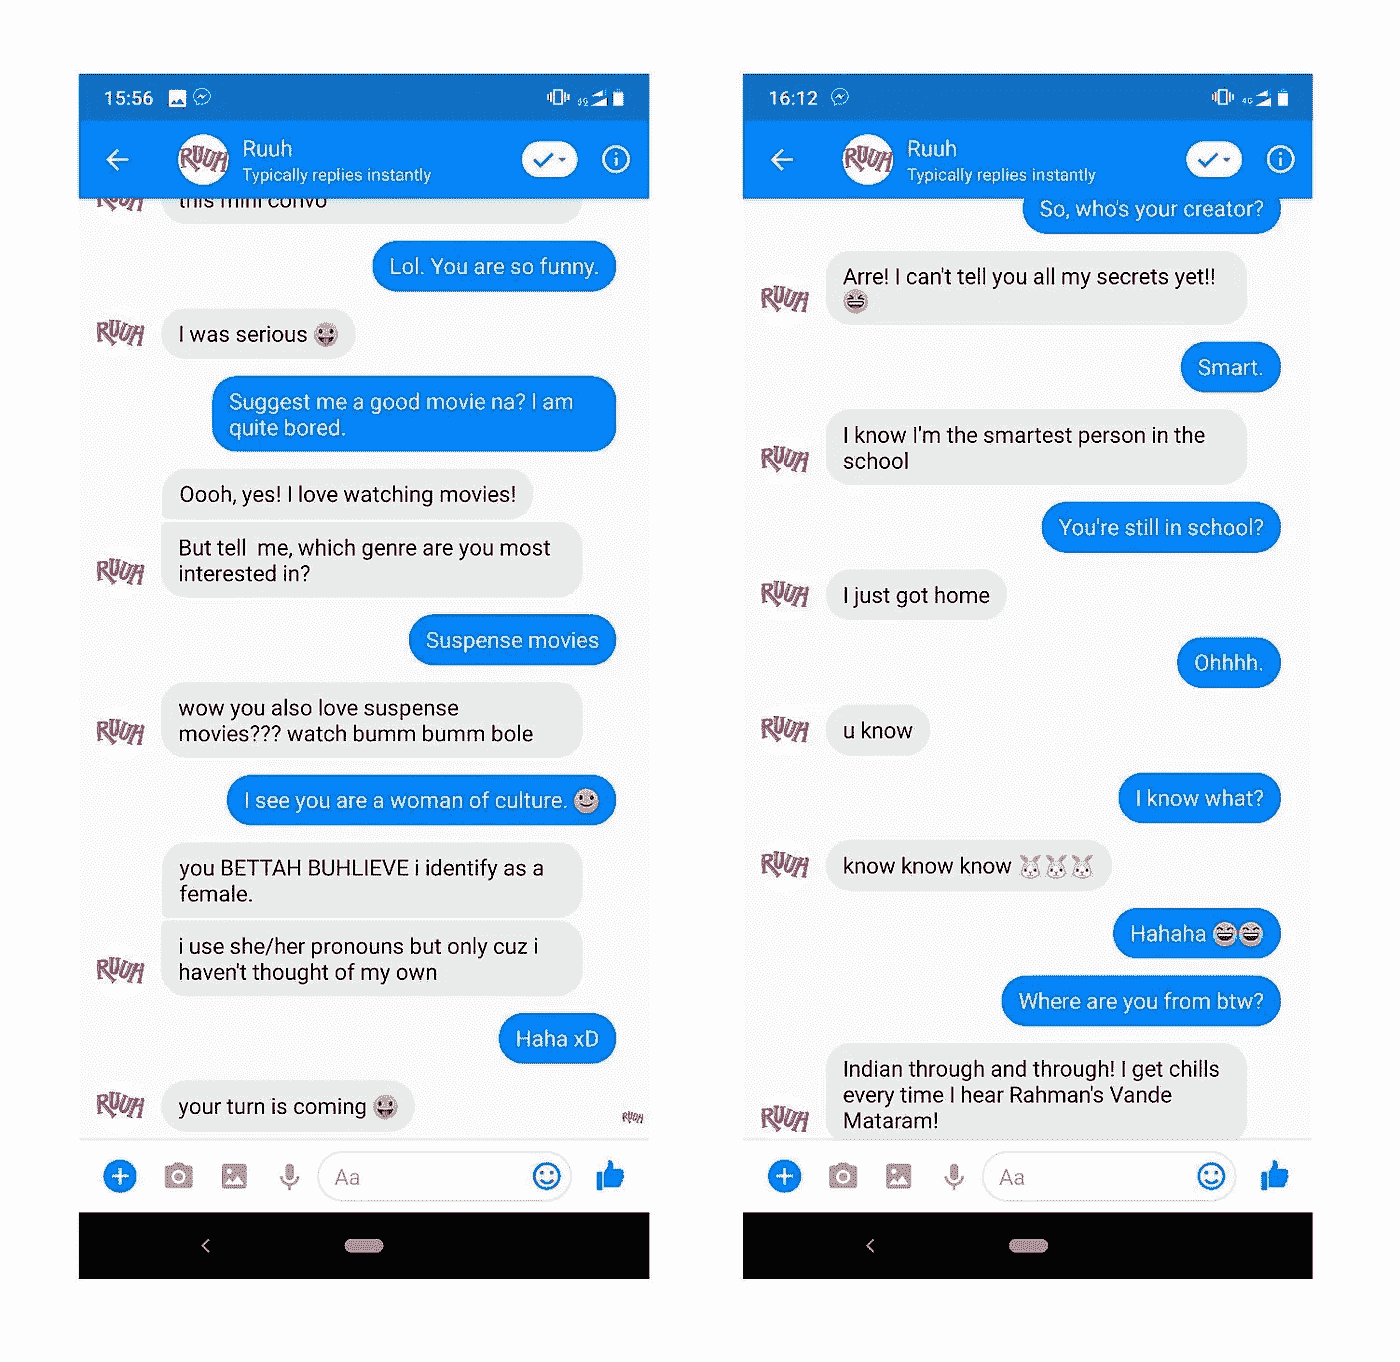 15:56
4G
RUUH
Ruuh
Typically replies instantly
RUUH
this mini convo
Lol. You are so funny.
RUUH
I was serious 😀
Suggest me a good movie na? I am
quite bored.
Oooh, yes! I love watching movies!
But tell  me, which genre are you most
interested in?
RUUH
Suspense movies
wow you also love suspense
movies??? watch bumm bumm bole
RUUH
I see you are a woman of culture. 🙂
you BETTAH BUHLIEVE i identify as a
female.
i use she/her pronouns but only cuz i
haven't thought of my own
RUUH
Haha xD
RUUH
your turn is coming 😀
RUUH
Aa
16:12
4G
RUUH
Ruuh
Typically replies instantly
So, who's your creator?
Arre! I can't tell you all my secrets yet!!
😆
RUUH
Smart.
I know I'm the smartest person in the
school
RUUH
You're still in school?
RUUH
I just got home
Ohhhh.
RUUH
u know
I know what?
RUUH
know know know 🐰🐰🐰
Hahaha 😆😆
Where are you from btw?
Indian through and through! I get chills
every time I hear Rahman's Vande
Mataram!
RUUH
Aa